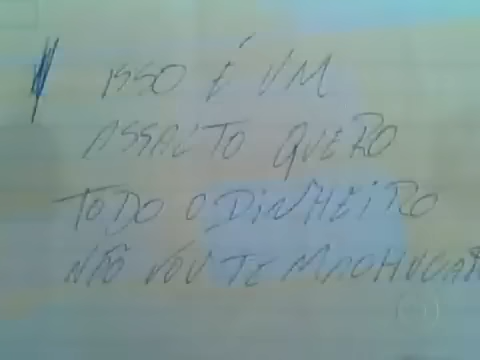 ISSO É UM
ASSALTO QUERO
TODO O DINHEIRO
NÃO VOU TE MACHUCAR